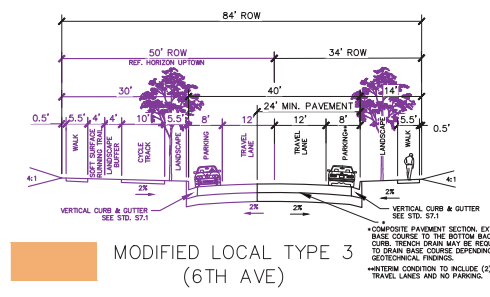 84' ROW
50' ROW
34' ROW
REF. HORIZON UPTOWN
30'
40'
14'
24' MIN. PAVEMENT
0.5'
5.5'
4'
4'
10'
5.5'
8'
12'
12'
8'
5.5'
0.5'
WALK
SOFT SURFACE
RUNNING TRAIL
LANDSCAPE
BUFFER
CYCLE
TRACK
LANDSCAPE
PARKING
TRAVEL
LANE
TRAVEL
LANE
PARKING**
LANDSCAPE
WALK
4:1
2%
2%
4:1
VERTICAL CURB & GUTTER
SEE STD. S7.1
2%
2%
VERTICAL CURB & GUTTER
SEE STD. S7.1
*
*COMPOSITE PAVEMENT SECTION.
BASE COURSE TO THE BOTTOM
CURB. TRENCH DRAIN MAY BE
TO DRAIN BASE COURSE
GEOTECHNICAL FINDINGS.
**INTERIM CONDITION TO INCLUDE (2)
TRAVEL LANES AND NO PARKING.
MODIFIED LOCAL TYPE 3
(6TH AVE)